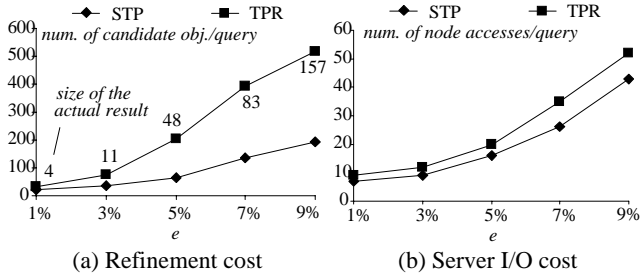 STP TPR
num. of candidate obj./query
600
500
400
300
200
100
0
size of the
actual result
4
11
48
83
157
1% 3% 5% 7% 9%
e
(a) Refinement cost
STP TPR
num. of node accesses/query
60
50
40
30
20
10
0
1% 3% 5% 7% 9%
e
(b) Server I/O cost